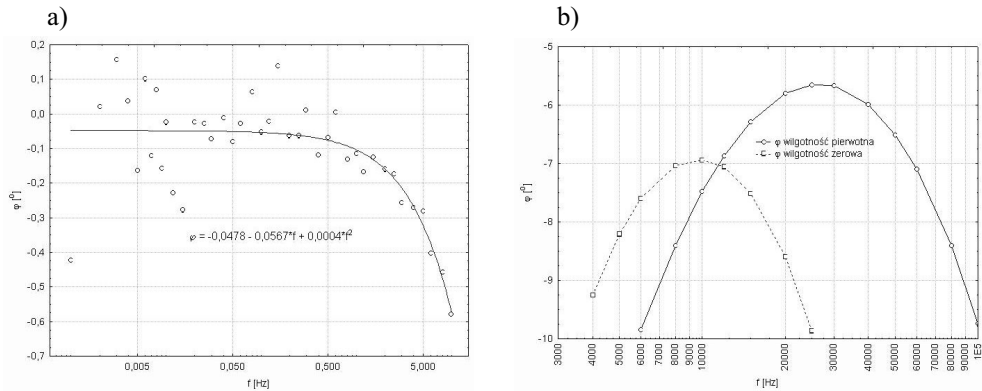 a)
0,2
0,1
0,0
-0,1
-0,2
-0,3
-0,4
-0,5
-0,6
-0,7
φ [°]
φ = -0,0478 - 0,0567*f + 0,0004*f²
0,005 0,050 0,500 5,000
f [Hz]
b)
-5
-6
-7
-8
-9
-10
φ [°]
φ wilgotność pierwotna
φ wilgotność zerowa
3000 4000 5000 6000 7000 8000 9000 10000 20000 30000 40000 50000 60000 70000 80000 90000 1E5
f [Hz]